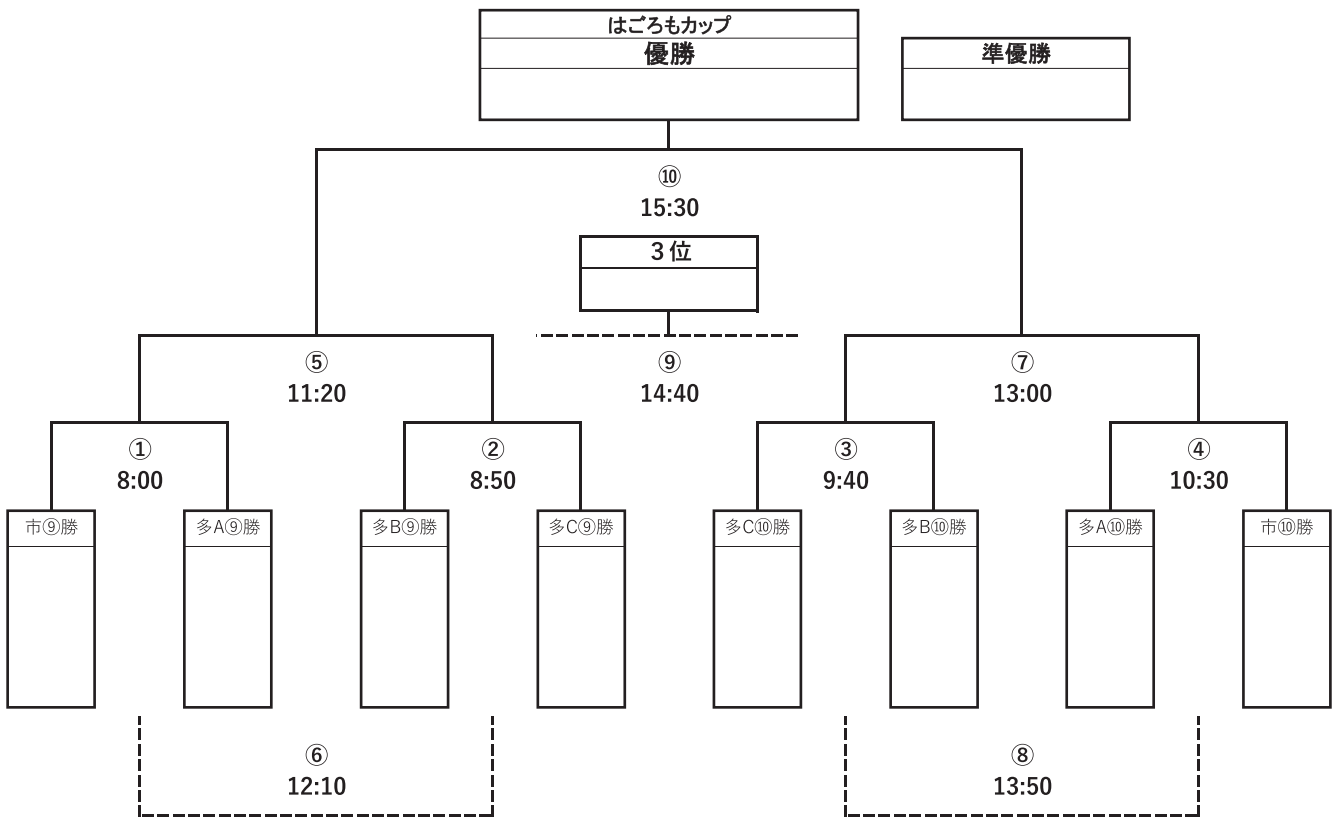 はごろもカップ
優勝
準優勝
⑩
15:30
３位
⑤
11:20
⑨
14:40
⑦
13:00
①
8:00
②
8:50
③
9:40
④
10:30
市⑨勝
多A⑨勝
多B⑨勝
多C⑨勝
多C⑩勝
多B⑩勝
多A⑩勝
市⑩勝
⑥
12:10
⑧
13:50